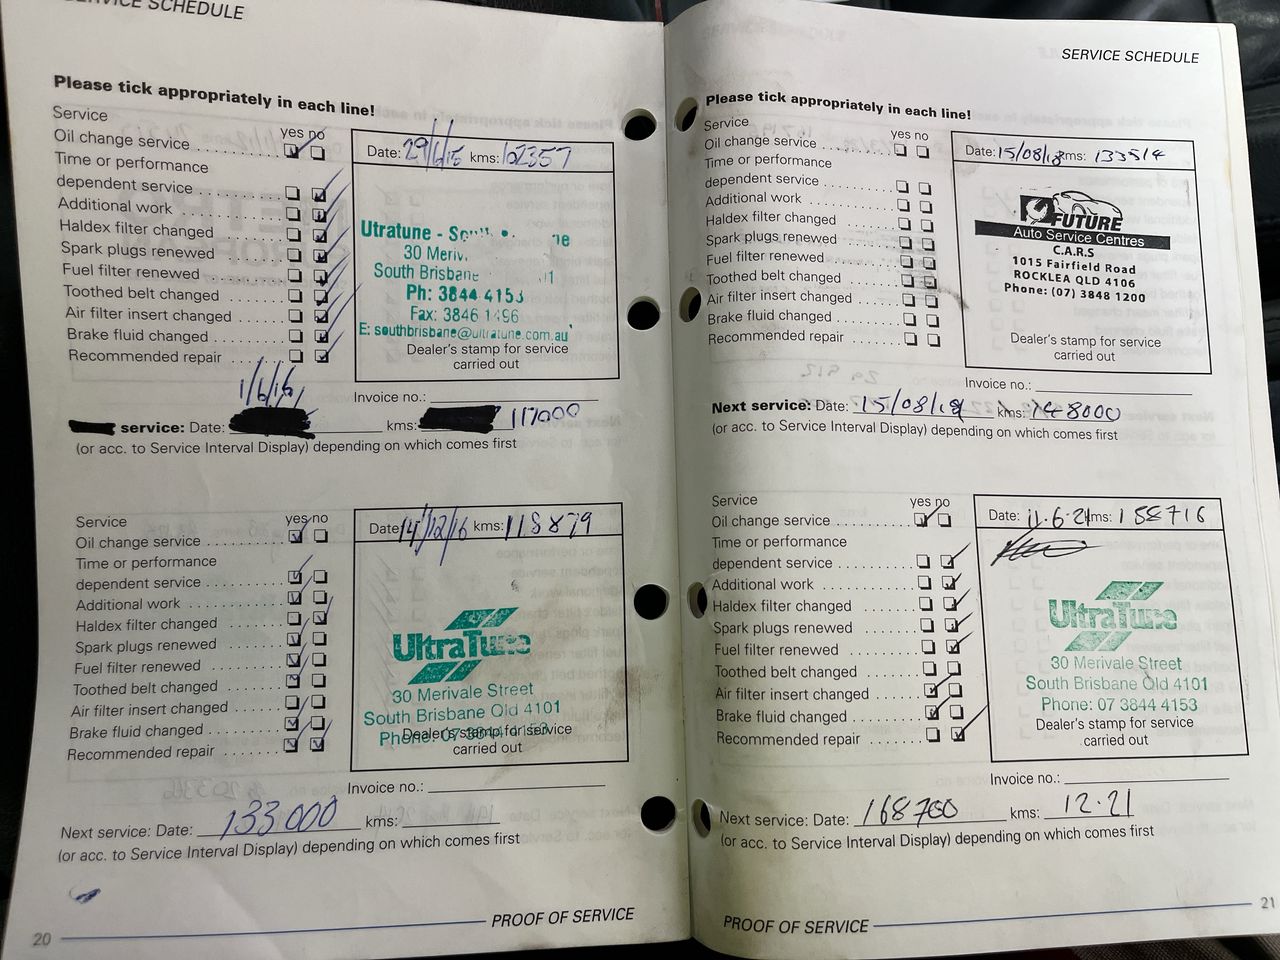 SERVICE SCHEDULE
Please tick appropriately in each line!
Service
yes no
Oil change service
Time or performance
dependent service
Additional work
Haldex filter changed
Spark plugs renewed
Fuel filter renewed
Toothed belt changed
Air filter insert changed
Brake fluid changed
Recommended repair
Date: 29/6/15 kms: 102357
Utratune -
30 Meriv
South Brisbane
Ph: 3844 4153
Fax: 3846 1496
E: southbrisbane@ultratune.com.au
Dealer's stamp for service
carried out
Invoice no.:
1/6/16
service: Date: kms: 117000
(or acc. to Service Interval Display) depending on which comes first
Service
yes no
Oil change service
Time or performance
dependent service
Additional work
Haldex filter changed
Spark plugs renewed
Fuel filter renewed
Toothed belt changed
Air filter insert changed
Brake fluid changed
Recommended repair
Date: 14/12/16 kms: 118879
UltraTune
30 Merivale Street
South Brisbane Qld 4101
Phone: 07 3844 4153
Dealer's stamp for service
carried out
Invoice no.:
Next service: Date: 133000 kms:
(or acc. to Service Interval Display) depending on which comes first
20
PROOF OF SERVICE
SERVICE SCHEDULE
Please tick appropriately in each line!
Service
yes no
Oil change service
Time or performance
dependent service
Additional work
Haldex filter changed
Spark plugs renewed
Fuel filter renewed
Toothed belt changed
Air filter insert changed
Brake fluid changed
Recommended repair
Date: 15/08/18 kms: 133514
FUTURE
Auto Service Centres
C.A.R.S
1015 Fairfield Road
ROCKLEA QLD 4106
Phone: (07) 3848 1200
Dealer's stamp for service
carried out
Invoice no.:
Next service: Date: 15/08/19 kms: 148000
(or acc. to Service Interval Display) depending on which comes first
Service
yes no
Oil change service
Time or performance
dependent service
Additional work
Haldex filter changed
Spark plugs renewed
Fuel filter renewed
Toothed belt changed
Air filter insert changed
Brake fluid changed
Recommended repair
Date: 11.6.21 kms: 158716
UltraTune
30 Merivale Street
South Brisbane Qld 4101
Phone: 07 3844 4153
Dealer's stamp for service
carried out
Invoice no.:
Next service: Date: 168700 kms: 12.21
(or acc. to Service Interval Display) depending on which comes first
PROOF OF SERVICE
21